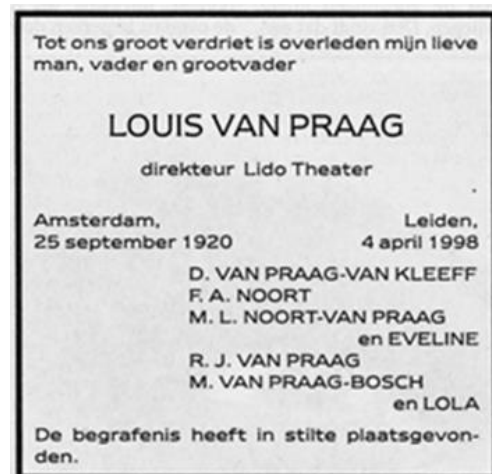 Tot ons groot verdriet is overleden mijn lieve
man, vader en grootvader
LOUIS VAN PRAAG
direkteur Lido Theater
Amsterdam, Leiden,
25 september 1920 4 april 1998
D. VAN PRAAG-VAN KLEEFF
F. A. NOORT
M. L. NOORT-VAN PRAAG
en EVELINE
R. J. VAN PRAAG
M. VAN PRAAG-BOSCH
en LOLA
De begrafenis heeft in stilte plaatsgevon-
den.